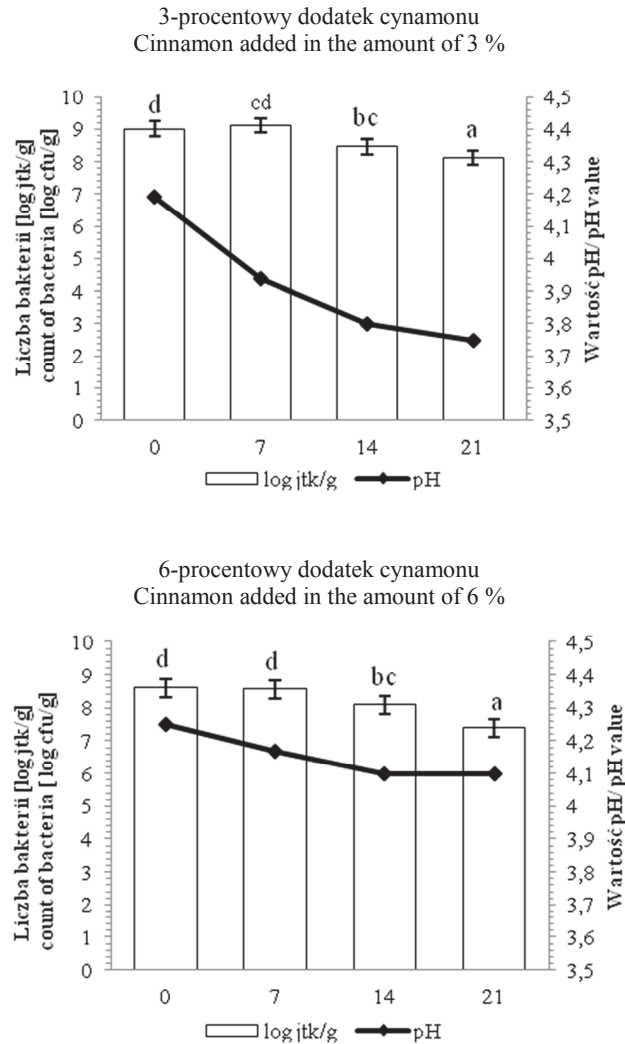 3-procentowy dodatek cynamonu
Cinnamon added in the amount of 3 %
Liczba bakterii [log jtk/g]
count of bacteria [log cfu/g]
10
9
8
7
6
5
4
3
2
1
0
d
cd
bc
a
4,5
4,4
4,3
4,2
4,1
4
3,9
3,8
3,7
3,6
3,5
Wartość pH/ pH value
0 7 14 21
log jtk/g pH
6-procentowy dodatek cynamonu
Cinnamon added in the amount of 6 %
Liczba bakterii [log jtk/g]
count of bacteria [ log cfu/g]
10
9
8
7
6
5
4
3
2
1
0
d
d
bc
a
4,5
4,4
4,3
4,2
4,1
4
3,9
3,8
3,7
3,6
3,5
Wartość pH/ pH value
0 7 14 21
log jtk/g pH